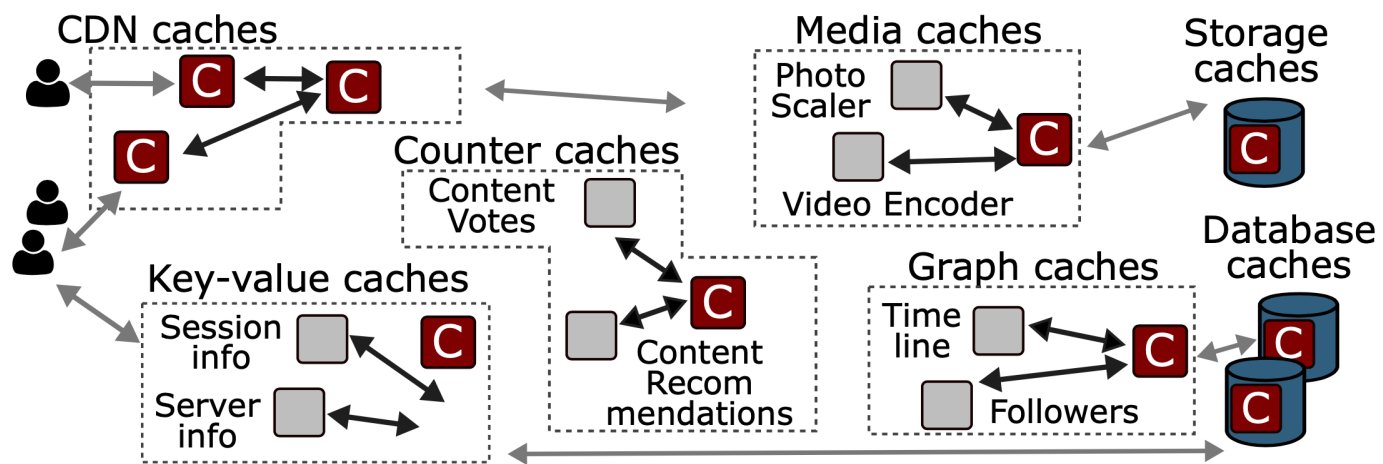 CDN caches
C
C
C
Media caches
Photo
Scaler
C
Video Encoder
Storage
caches
C
Counter caches
Content
Votes
C
Content
Recom
mendations
Key-value caches
Session
info
C
Server
info
Graph caches
Time
line
C
Followers
Database
caches
C
C